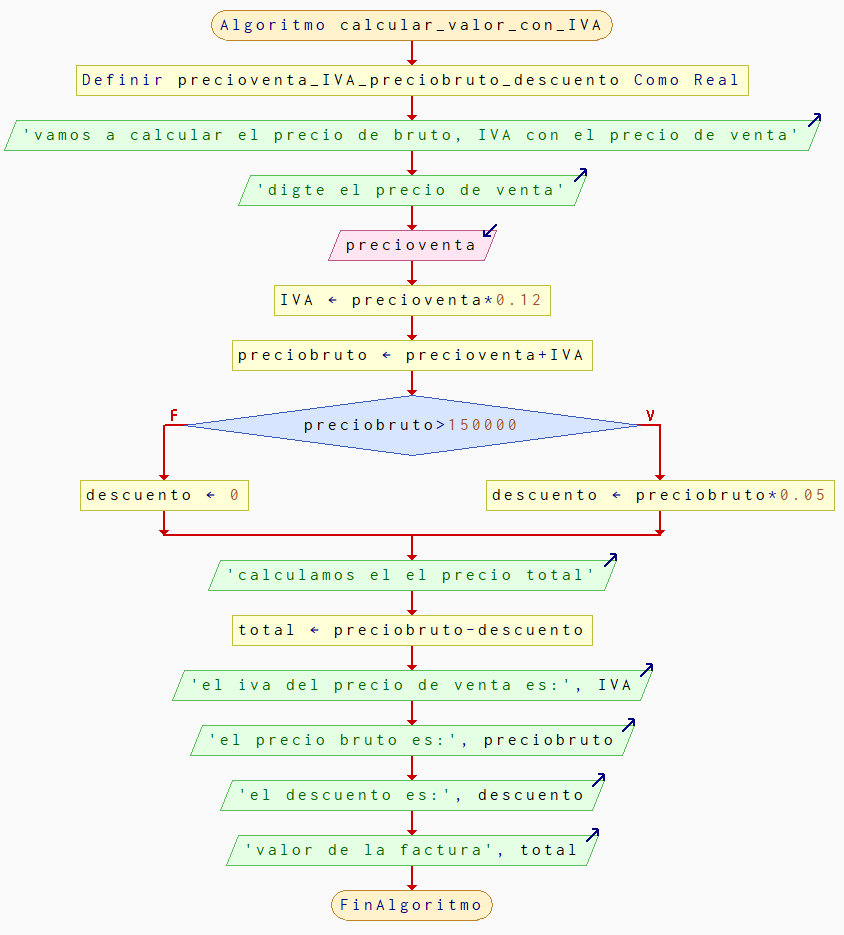 Algoritmo calcular_valor_con_IVA
Definir precioventa_IVA_preciobruto_descuento Como Real
'vamos a calcular el precio de bruto, IVA con el precio de venta'
'digte el precio de venta'
precioventa
IVA ← precioventa*0.12
preciobruto ← precioventa+IVA
F
V
preciobruto>150000
descuento ← 0
descuento ← preciobruto*0.05
'calculamos el el precio total'
total ← preciobruto-descuento
'el iva del precio de venta es:', IVA
'el precio bruto es:', preciobruto
'el descuento es:', descuento
'valor de la factura', total
FinAlgoritmo